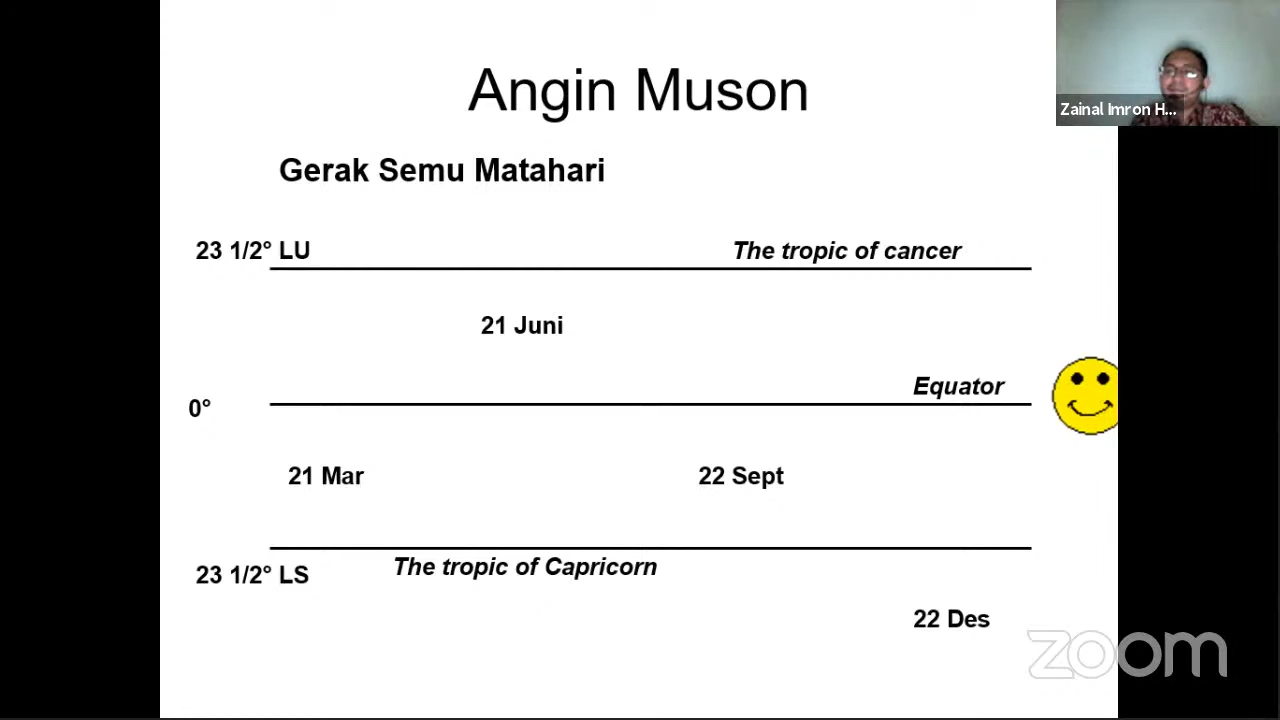 Angin Muson
Zainal Imron H...
Gerak Semu Matahari
23 1/2° LU
The tropic of cancer
21 Juni
Equator
0°
21 Mar
22 Sept
23 1/2° LS
The tropic of Capricorn
22 Des
zoom